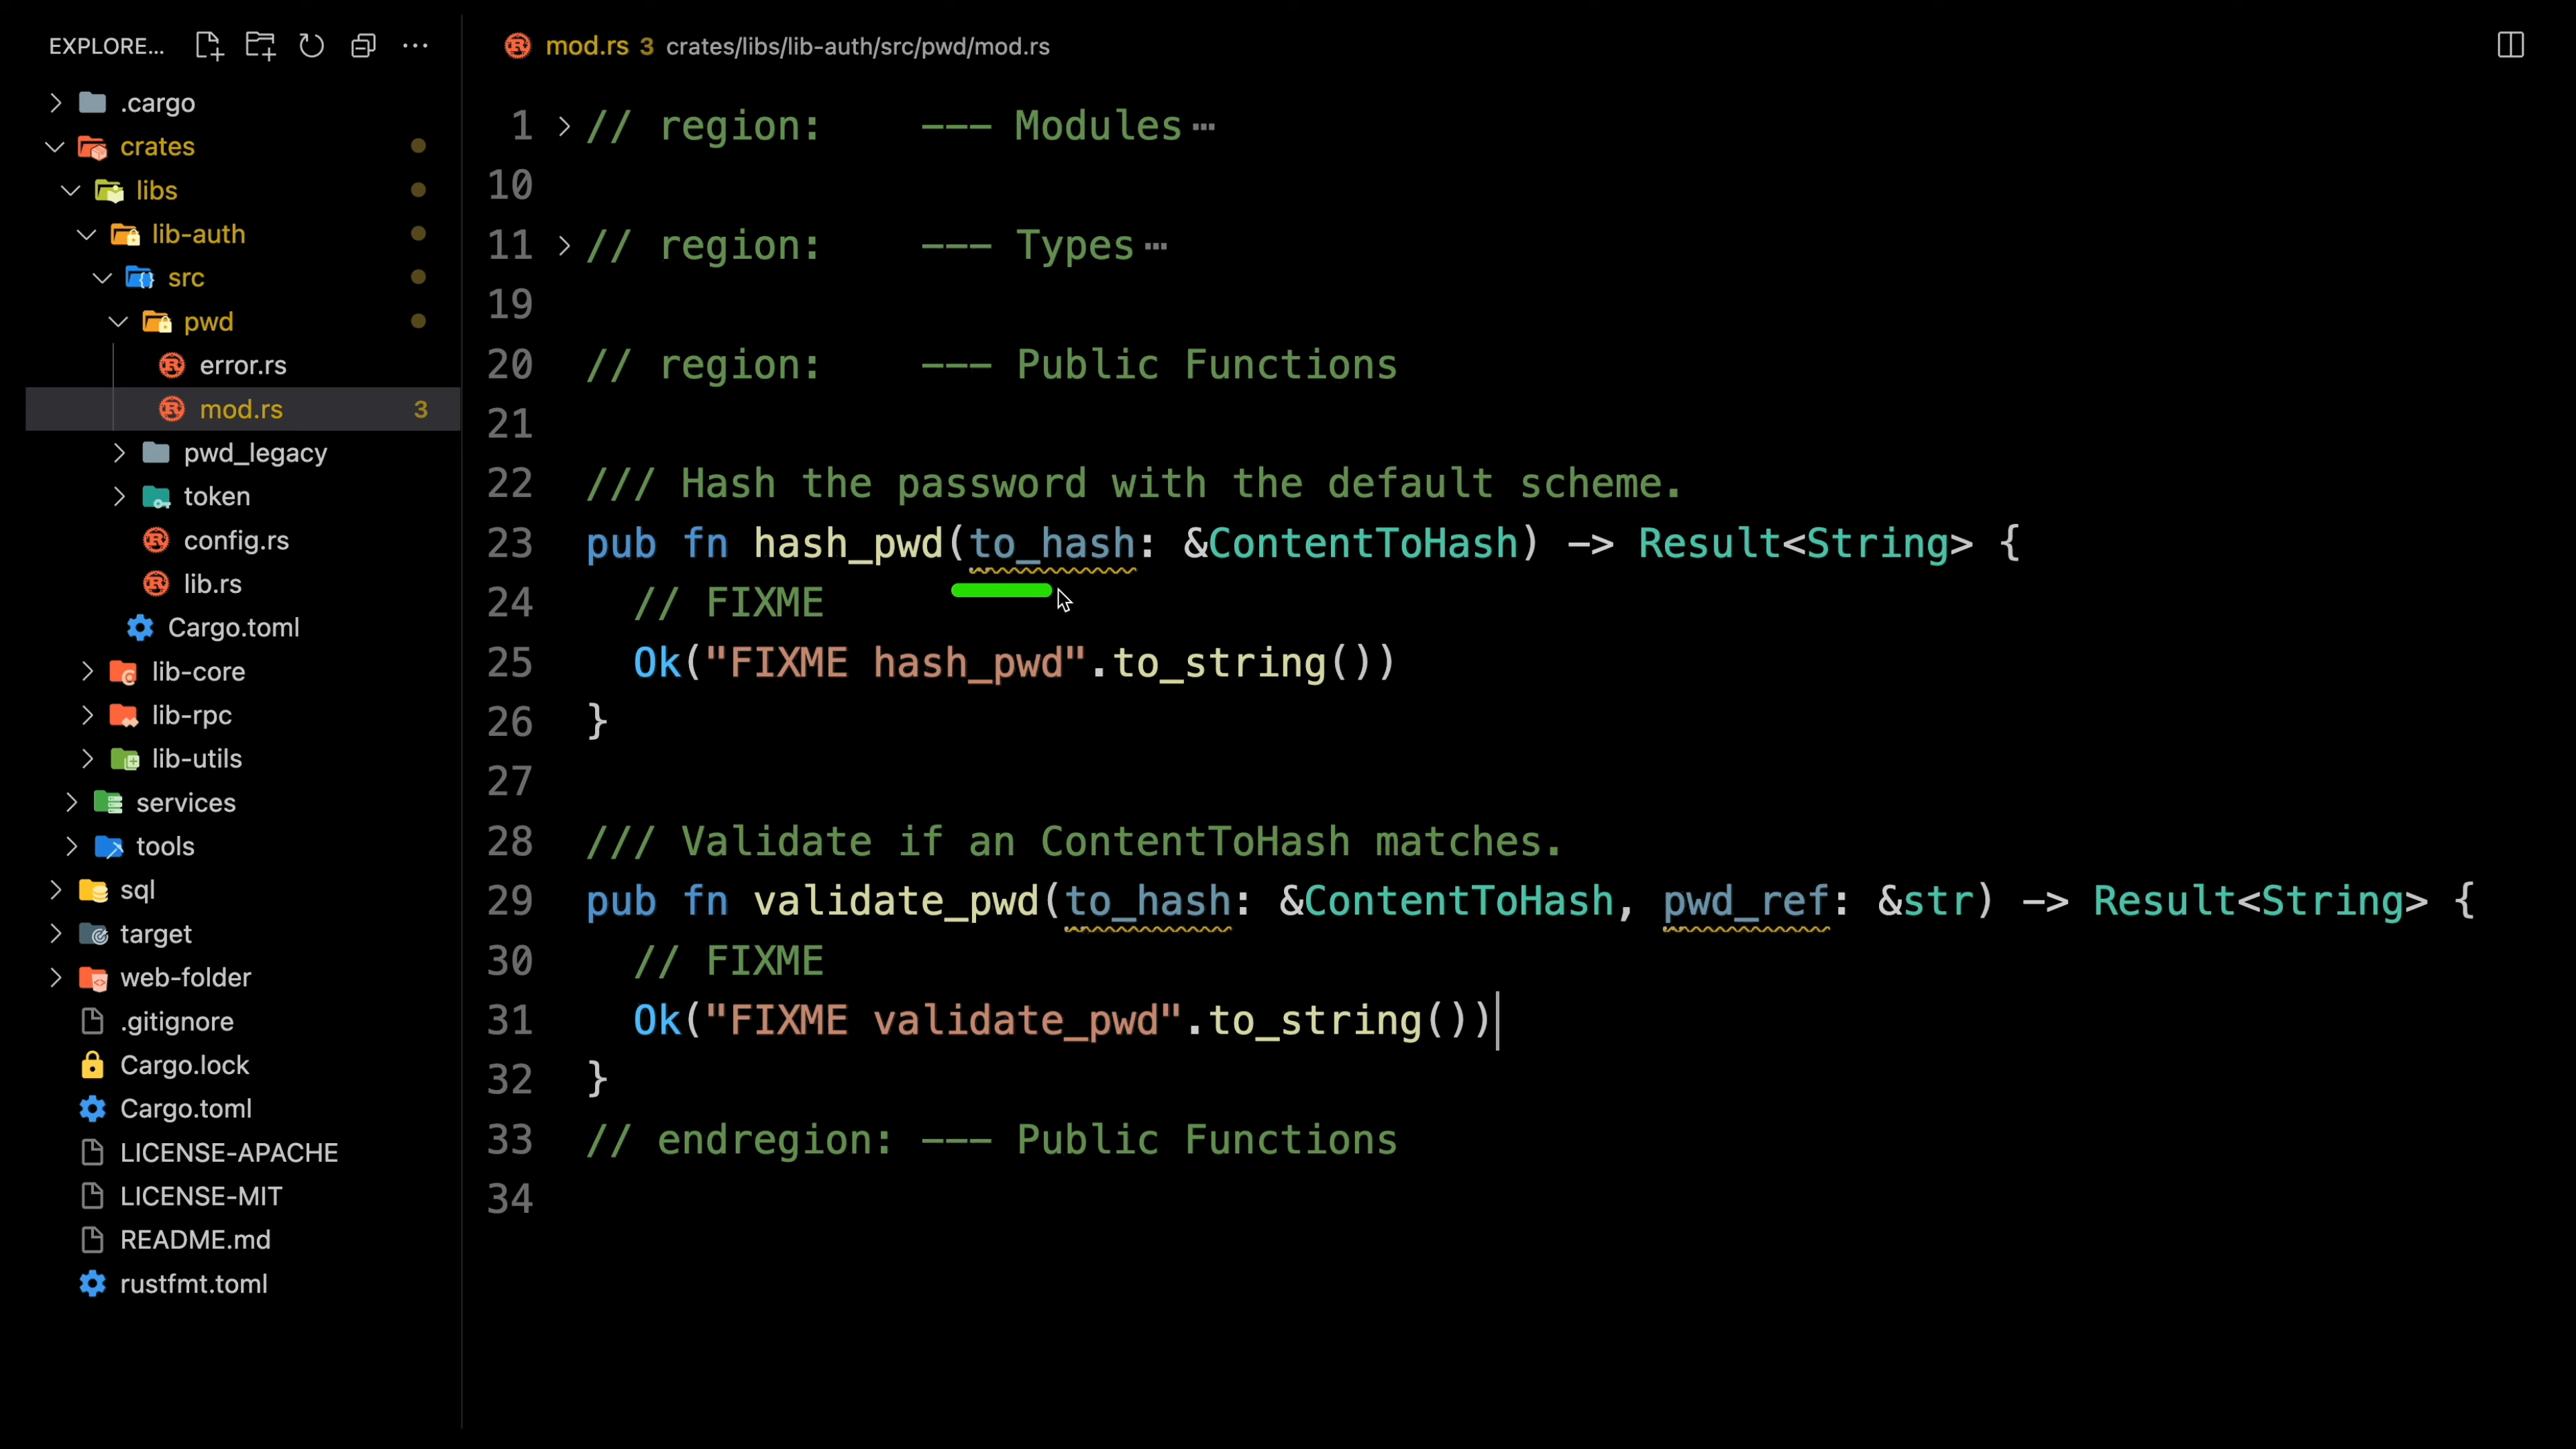 EXPLORE...
.cargo
crates
libs
lib-auth
src
pwd
error.rs
mod.rs 3
pwd_legacy
token
config.rs
lib.rs
Cargo.toml
lib-core
lib-rpc
lib-utils
services
tools
sql
target
web-folder
.gitignore
Cargo.lock
Cargo.toml
LICENSE-APACHE
LICENSE-MIT
README.md
rustfmt.toml
mod.rs 3 crates/libs/lib-auth/src/pwd/mod.rs
1 // region:    --- Modules…
10
11 // region:    --- Types…
19
20 // region:    --- Public Functions
21
22 /// Hash the password with the default scheme.
23 pub fn hash_pwd(to_hash: &ContentToHash) -> Result<String> {
24   // FIXME
25   Ok("FIXME hash_pwd".to_string())
26 }
27
28 /// Validate if an ContentToHash matches.
29 pub fn validate_pwd(to_hash: &ContentToHash, pwd_ref: &str) -> Result<String> {
30   // FIXME
31   Ok("FIXME validate_pwd".to_string())
32 }
33 // endregion: --- Public Functions
34